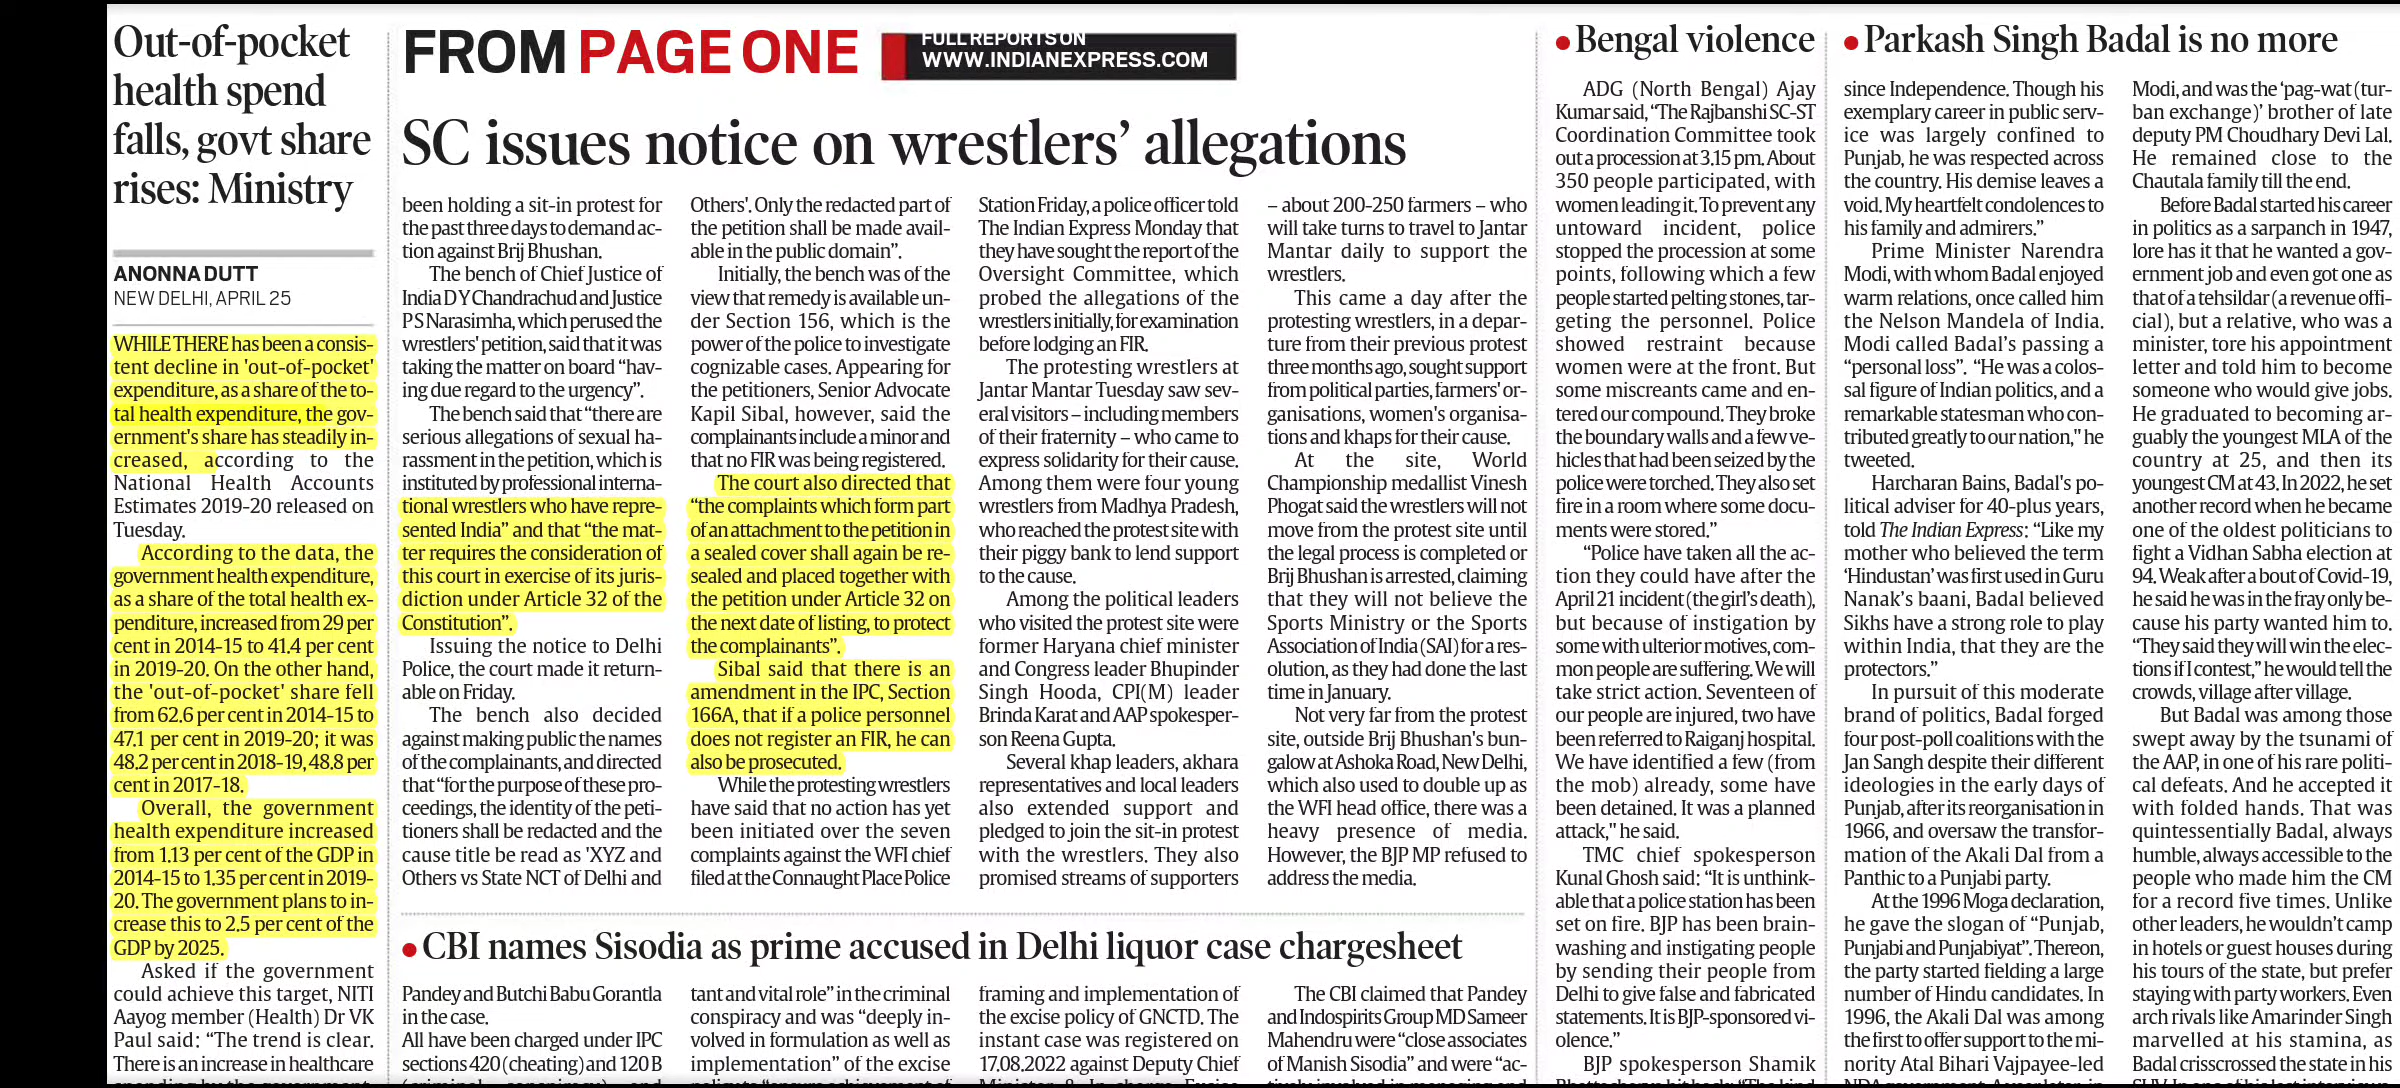 Out-of-pocket
health spend
falls, govt share
rises: Ministry
ANONNA DUTT
NEW DELHI, APRIL 25
WHILE THERE has been a consis-
tent decline in 'out-of-pocket'
expenditure, as a share of the to-
tal health expenditure, the gov-
ernment's share has steadily in-
creased, according to the
National Health Accounts
Estimates 2019-20 released on
Tuesday.
According to the data, the
government health expenditure,
as a share of the total health ex-
penditure, increased from 29 per
cent in 2014-15 to 41.4 per cent
in 2019-20. On the other hand,
the 'out-of-pocket' share fell
from 62.6 per cent in 2014-15 to
47.1 per cent in 2019-20; it was
48.2 per cent in 2018-19, 48.8 per
cent in 2017-18.
Overall, the government
health expenditure increased
from 1.13 per cent of the GDP in
2014-15 to 1.35 per cent in 2019-
20. The government plans to in-
crease this to 2.5 per cent of the
GDP by 2025.
Asked if the government
could achieve this target, NITI
Aayog member (Health) Dr VK
Paul said: “The trend is clear.
There is an increase in healthcare
spending by the government,
FROM PAGE ONE
FULL REPORTS ON
WWW.INDIANEXPRESS.COM
SC issues notice on wrestlers’ allegations
been holding a sit-in protest for
the past three days to demand ac-
tion against Brij Bhushan.
The bench of Chief Justice of
India D Y Chandrachud and Justice
P S Narasimha, which perused the
wrestlers' petition, said that it was
taking the matter on board “hav-
ing due regard to the urgency”.
The bench said that “there are
serious allegations of sexual ha-
rassment in the petition, which is
instituted by professional interna-
tional wrestlers who have repre-
sented India” and that “the mat-
ter requires the consideration of
this court in exercise of its juris-
diction under Article 32 of the
Constitution”.
Issuing the notice to Delhi
Police, the court made it return-
able on Friday.
The bench also decided
against making public the names
of the complainants, and directed
that “for the purpose of these pro-
ceedings, the identity of the peti-
tioners shall be redacted and the
cause title be read as 'XYZ and
Others vs State NCT of Delhi and
Others'. Only the redacted part of
the petition shall be made avail-
able in the public domain”.
Initially, the bench was of the
view that remedy is available un-
der Section 156, which is the
power of the police to investigate
cognizable cases. Appearing for
the petitioners, Senior Advocate
Kapil Sibal, however, said the
complainants include a minor and
that no FIR was being registered.
The court also directed that
“the complaints which form part
of an attachment to the petition in
a sealed cover shall again be re-
sealed and placed together with
the petition under Article 32 on
the next date of listing, to protect
the complainants”.
Sibal said that there is an
amendment in the IPC, Section
166A, that if a police personnel
does not register an FIR, he can
also be prosecuted.
While the protesting wrestlers
have said that no action has yet
been initiated over the seven
complaints against the WFI chief
filed at the Connaught Place Police
Station Friday, a police officer told
The Indian Express Monday that
they have sought the report of the
Oversight Committee, which
probed the allegations of the
wrestlers initially, for examination
before lodging an FIR.
The protesting wrestlers at
Jantar Mantar Tuesday saw sev-
eral visitors – including members
of their fraternity – who came to
express solidarity for their cause.
Among them were four young
wrestlers from Madhya Pradesh,
who reached the protest site with
their piggy bank to lend support
to the cause.
Among the political leaders
who visited the protest site were
former Haryana chief minister
and Congress leader Bhupinder
Singh Hooda, CPI(M) leader
Brinda Karat and AAP spokesper-
son Reena Gupta.
Several khap leaders, akhara
representatives and local leaders
also extended support and
pledged to join the sit-in protest
with the wrestlers. They also
promised streams of supporters
– about 200-250 farmers – who
will take turns to travel to Jantar
Mantar daily to support the
wrestlers.
This came a day after the
protesting wrestlers, in a depar-
ture from their previous protest
three months ago, sought support
from political parties, farmers' or-
ganisations, women's organisa-
tions and khaps for their cause.
At the site, World
Championship medallist Vinesh
Phogat said the wrestlers will not
move from the protest site until
the legal process is completed or
Brij Bhushan is arrested, claiming
that they will not believe the
Sports Ministry or the Sports
Association of India (SAI) for a res-
olution, as they had done the last
time in January.
Not very far from the protest
site, outside Brij Bhushan's bun-
galow at Ashoka Road, New Delhi,
which also used to double up as
the WFI head office, there was a
heavy presence of media.
However, the BJP MP refused to
address the media.
CBI names Sisodia as prime accused in Delhi liquor case chargesheet
Pandey and Butchi Babu Gorantla
in the case.
All have been charged under IPC
sections 420 (cheating) and 120 B
(criminal conspiracy) and
tant and vital role” in the criminal
conspiracy and was “deeply in-
volved in formulation as well as
implementation” of the excise
policy to “ensure achievement of
framing and implementation of
the excise policy of GNCTD. The
instant case was registered on
17.08.2022 against Deputy Chief
Minister & In-charge Excise
The CBI claimed that Pandey
and Indospirits Group MD Sameer
Mahendru were “close associates
of Manish Sisodia” and were “ac-
tively involved in managing and
Bengal violence
ADG (North Bengal) Ajay
Kumar said, “The Rajbanshi SC-ST
Coordination Committee took
out a procession at 3.15 pm. About
350 people participated, with
women leading it. To prevent any
untoward incident, police
stopped the procession at some
points, following which a few
people started pelting stones, tar-
geting the personnel. Police
showed restraint because
women were at the front. But
some miscreants came and en-
tered our compound. They broke
the boundary walls and a few ve-
hicles that had been seized by the
police were torched. They also set
fire in a room where some docu-
ments were stored.”
“Police have taken all the ac-
tion they could have after the
April 21 incident (the girl’s death),
but because of instigation by
some with ulterior motives, com-
mon people are suffering. We will
take strict action. Seventeen of
our people are injured, two have
been referred to Raiganj hospital.
We have identified a few (from
the mob) already, some have
been detained. It was a planned
attack," he said.
TMC chief spokesperson
Kunal Ghosh said: “It is unthink-
able that a police station has been
set on fire. BJP has been brain-
washing and instigating people
by sending their people from
Delhi to give false and fabricated
statements. It is BJP-sponsored vi-
olence.”
BJP spokesperson Shamik
Parkash Singh Badal is no more
since Independence. Though his
exemplary career in public serv-
ice was largely confined to
Punjab, he was respected across
the country. His demise leaves a
void. My heartfelt condolences to
his family and admirers.”
Prime Minister Narendra
Modi, with whom Badal enjoyed
warm relations, once called him
the Nelson Mandela of India.
Modi called Badal’s passing a
“personal loss”. “He was a colos-
sal figure of Indian politics, and a
remarkable statesman who con-
tributed greatly to our nation," he
tweeted.
Harcharan Bains, Badal's po-
litical adviser for 40-plus years,
told The Indian Express: “Like my
mother who believed the term
‘Hindustan’ was first used in Guru
Nanak’s baani, Badal believed
Sikhs have a strong role to play
within India, that they are the
protectors.”
In pursuit of this moderate
brand of politics, Badal forged
four post-poll coalitions with the
Jan Sangh despite their different
ideologies in the early days of
Punjab, after its reorganisation in
1966, and oversaw the transfor-
mation of the Akali Dal from a
Panthic to a Punjabi party.
At the 1996 Moga declaration,
he gave the slogan of “Punjab,
Punjabi and Punjabiyat”. Thereon,
the party started fielding a large
number of Hindu candidates. In
1996, the Akali Dal was among
the first to offer support to the mi-
nority Atal Bihari Vajpayee-led
Modi, and was the ‘pag-wat (tur-
ban exchange)’ brother of late
deputy PM Choudhary Devi Lal.
He remained close to the
Chautala family till the end.
Before Badal started his career
in politics as a sarpanch in 1947,
lore has it that he wanted a gov-
ernment job and even got one as
that of a tehsildar (a revenue offi-
cial), but a relative, who was a
minister, tore his appointment
letter and told him to become
someone who would give jobs.
He graduated to becoming ar-
guably the youngest MLA of the
country at 25, and then its
youngest CM at 43. In 2022, he set
another record when he became
one of the oldest politicians to
fight a Vidhan Sabha election at
94. Weak after a bout of Covid-19,
he said he was in the fray only be-
cause his party wanted him to.
“They said they will win the elec-
tions if I contest,” he would tell the
crowds, village after village.
But Badal was among those
swept away by the tsunami of
the AAP, in one of his rare politi-
cal defeats. And he accepted it
with folded hands. That was
quintessentially Badal, always
humble, always accessible to the
people who made him the CM
for a record five times. Unlike
other leaders, he wouldn’t camp
in hotels or guest houses during
his tours of the state, but prefer
staying with party workers. Even
arch rivals like Amarinder Singh
marvelled at his stamina, as
Badal crisscrossed the state in his